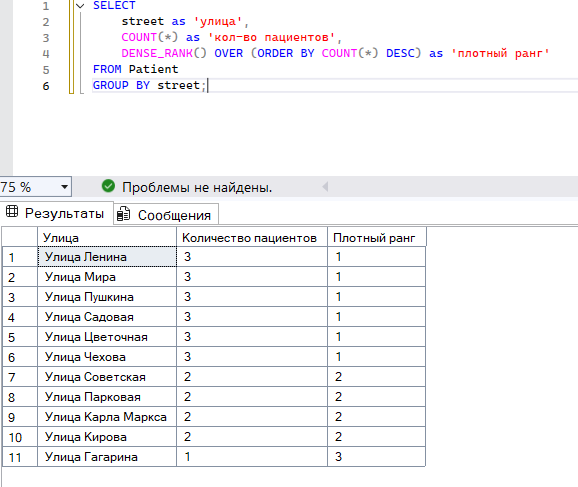 1 SELECT
2 street as 'улица',
3 COUNT(*) as 'кол-во пациентов',
4 DENSE_RANK() OVER (ORDER BY COUNT(*) DESC) as 'плотный ранг'
5 FROM Patient
6 GROUP BY street;
75 % Проблемы не найдены.
Результаты Сообщения
Улица Количество пациентов Плотный ранг
1 Улица Ленина 3 1
2 Улица Мира 3 1
3 Улица Пушкина 3 1
4 Улица Садовая 3 1
5 Улица Цветочная 3 1
6 Улица Чехова 3 1
7 Улица Советская 2 2
8 Улица Парковая 2 2
9 Улица Карла Маркса 2 2
10 Улица Кирова 2 2
11 Улица Гагарина 1 3